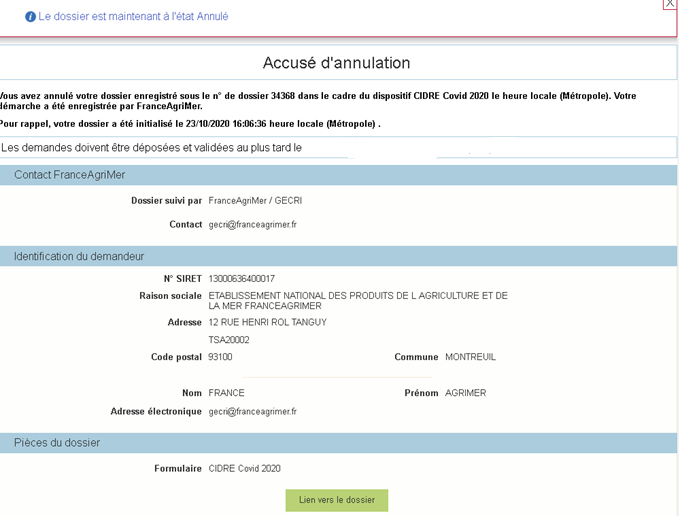 X
Le dossier est maintenant à l'état Annulé
Accusé d'annulation
Vous avez annulé votre dossier enregistré sous le n° de dossier 34368 dans le cadre du dispositif CIDRE Covid 2020 le heure locale (Métropole). Votre
démarche a été enregistrée par FranceAgriMer.
Pour rappel, votre dossier a été initialisé le 23/10/2020 16:06:36 heure locale (Métropole) .
Les demandes doivent être déposées et validées au plus tard le
Contact FranceAgriMer
Dossier suivi par FranceAgriMer / GECRI
Contact gecri@franceagrimer.fr
Identification du demandeur
N° SIRET 13000636400017
Raison sociale ETABLISSEMENT NATIONAL DES PRODUITS DE L AGRICULTURE ET DE
LA MER FRANCEAGRIMER
Adresse 12 RUE HENRI ROL TANGUY
TSA20002
Code postal 93100 Commune MONTREUIL
Nom FRANCE Prénom AGRIMER
Adresse électronique gecri@franceagrimer.fr
Pièces du dossier
Formulaire CIDRE Covid 2020
Lien vers le dossier